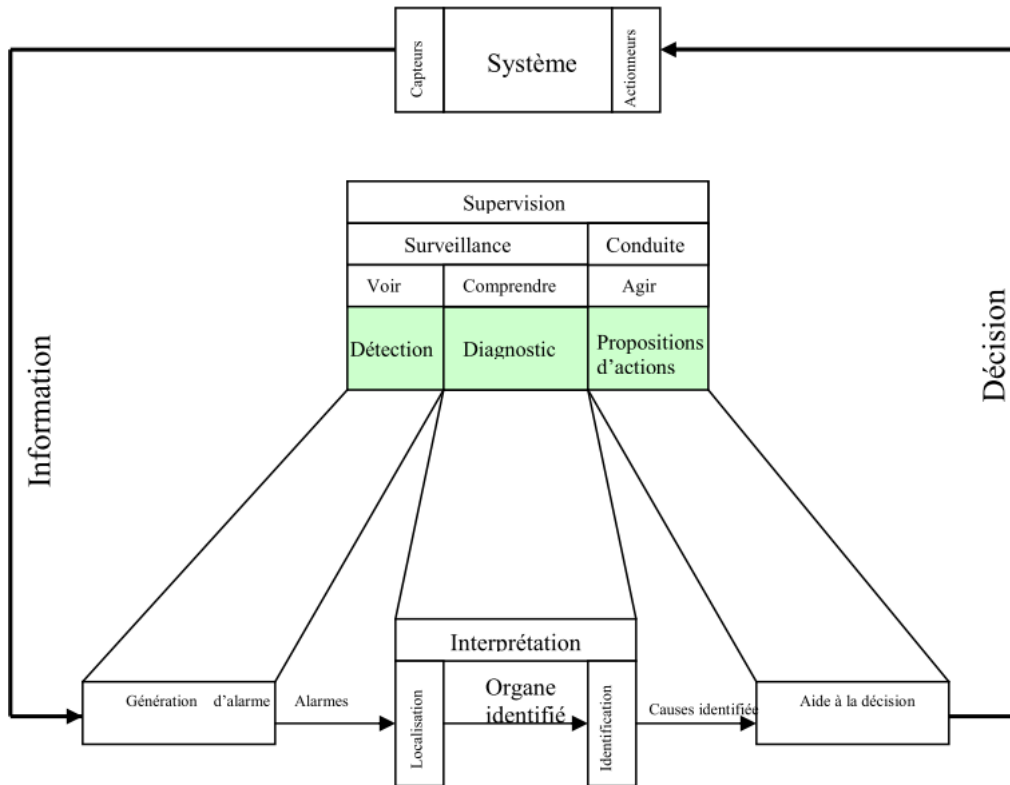 Capteurs
Système
Actionneurs
Supervision
Surveillance
Conduite
Voir
Comprendre
Agir
Détection
Diagnostic
Propositions
d'actions
Information
Décision
Interprétation
Génération d'alarme
Alarmes
Localisation
Organe
identifié
Identification
Causes identifiée
Aide à la décision